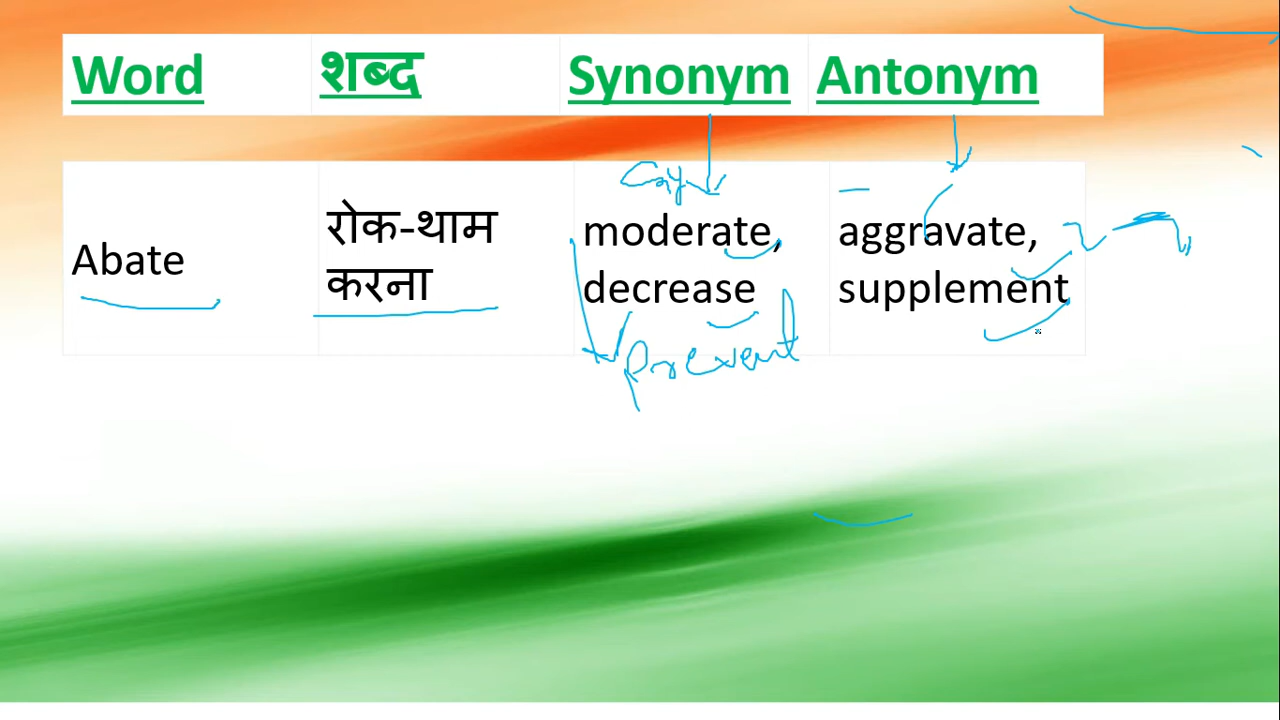 Word शब्द Synonym Antonym
Abate
रोक-थाम
करना
moderate,
decrease
Prevent
aggravate,
supplement